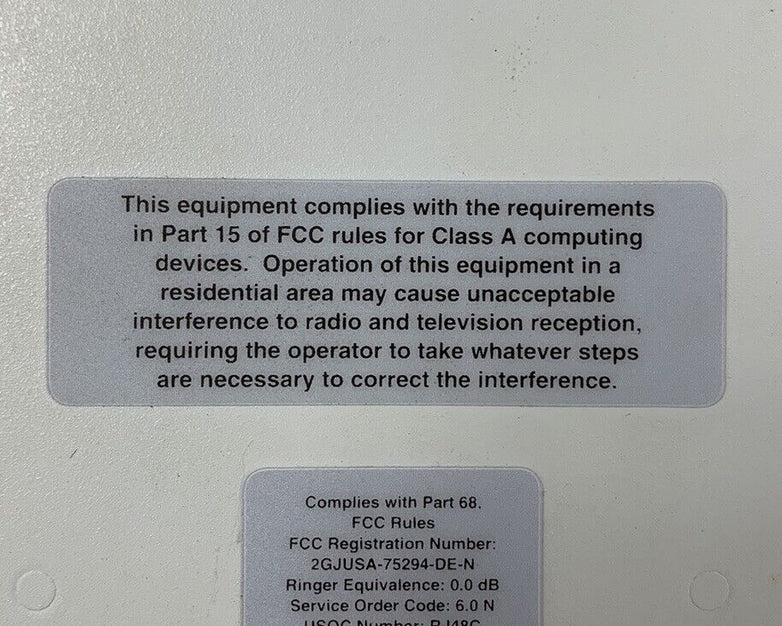 This equipment complies with the requirements
in Part 15 of FCC rules for Class A computing
devices. Operation of this equipment in a
residential area may cause unacceptable
interference to radio and television reception,
requiring the operator to take whatever steps
are necessary to correct the interference.
Complies with Part 68.
FCC Rules
FCC Registration Number:
2GJUSA-75294-DE-N
Ringer Equivalence: 0.0 dB
Service Order Code: 6.0 N
USOC Number: RJ48C